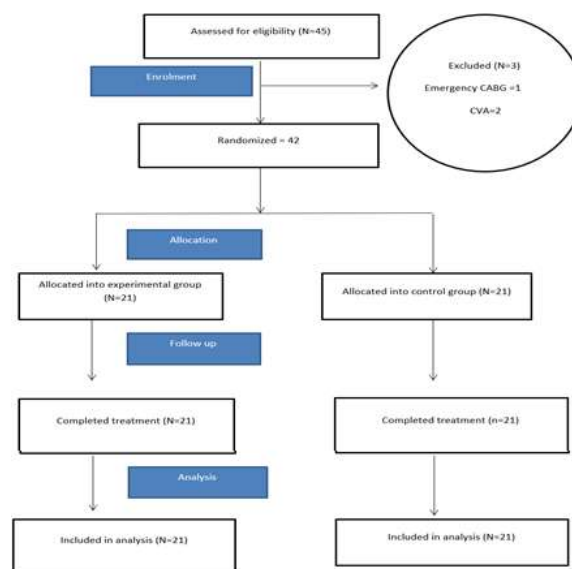 Assessed for eligibility (N=45)
Enrolment
Excluded (N=3)
Emergency CABG =1
CVA=2
Randomized = 42
Allocation
Allocated into experimental group
(N=21)
Allocated into control group (N=21)
Follow up
Completed treatment (N=21)
Completed treatment (n=21)
Analysis
Included in analysis (N=21)
Included in analysis (N=21)